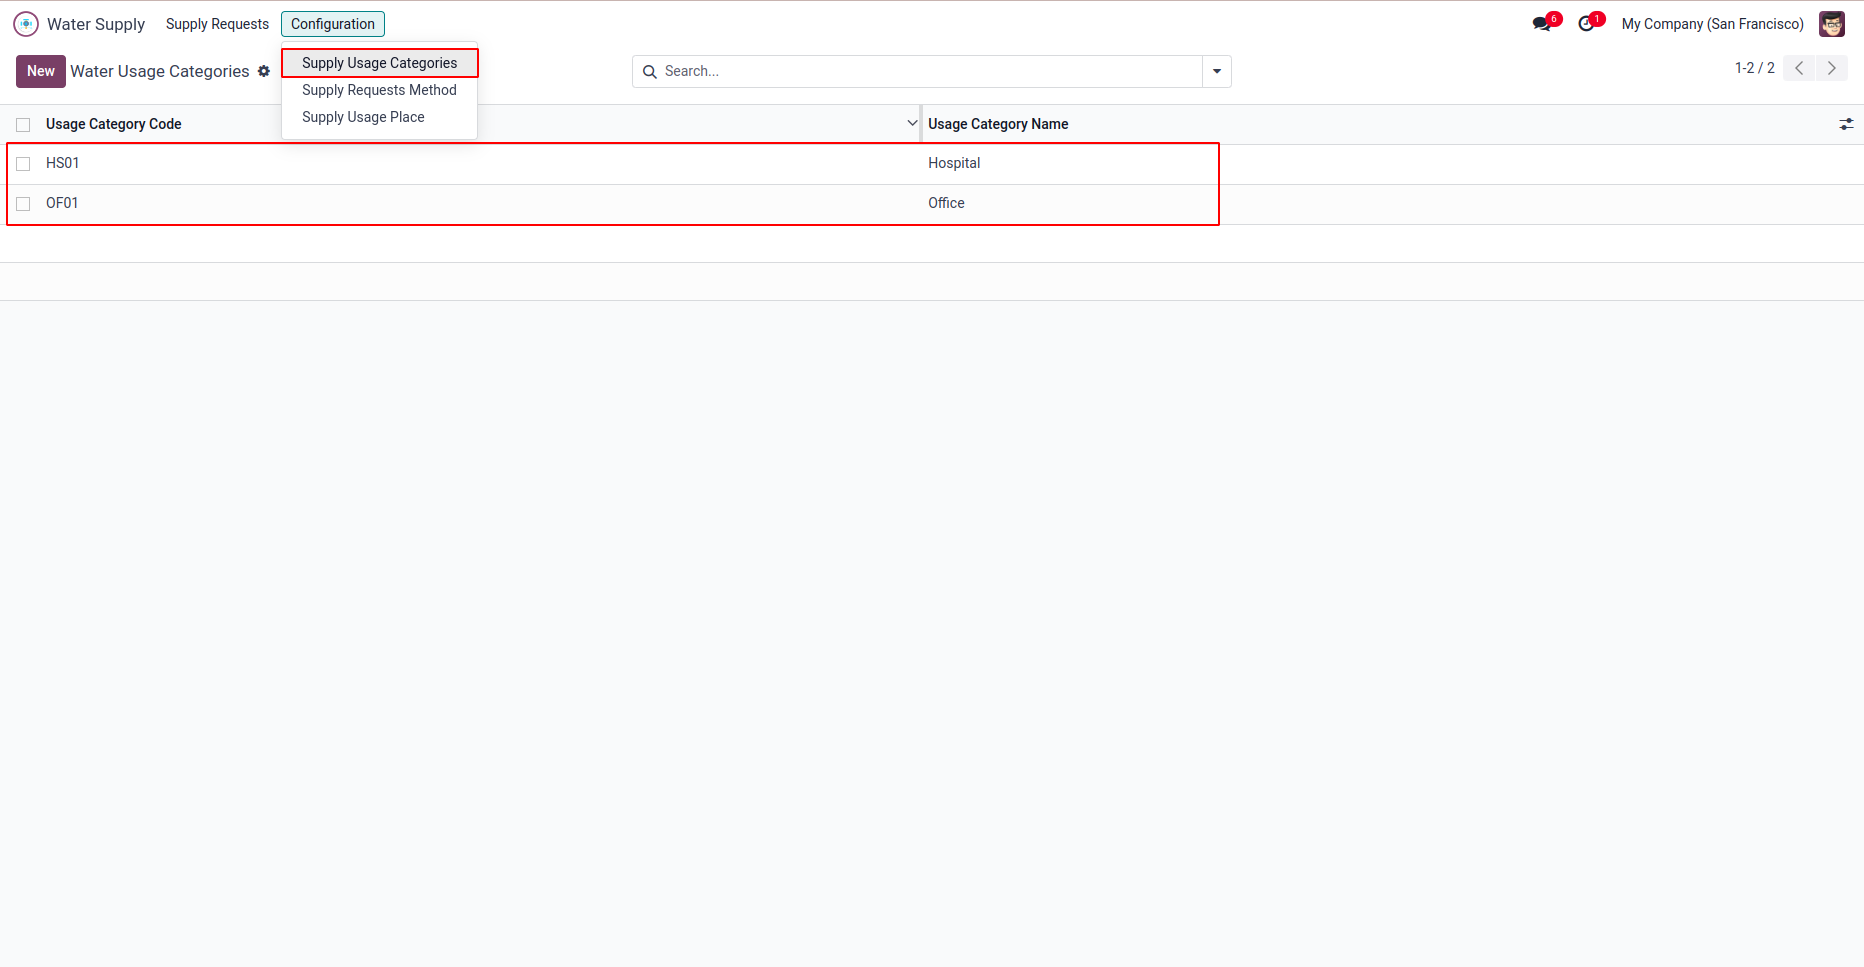 Water Supply Supply Requests Configuration 6 1 My Company (San Francisco)
New Water Usage Categories Search... 1-2 / 2
Supply Usage Categories
Supply Requests Method
Supply Usage Place
Usage Category Code Usage Category Name
HS01 Hospital
OF01 Office